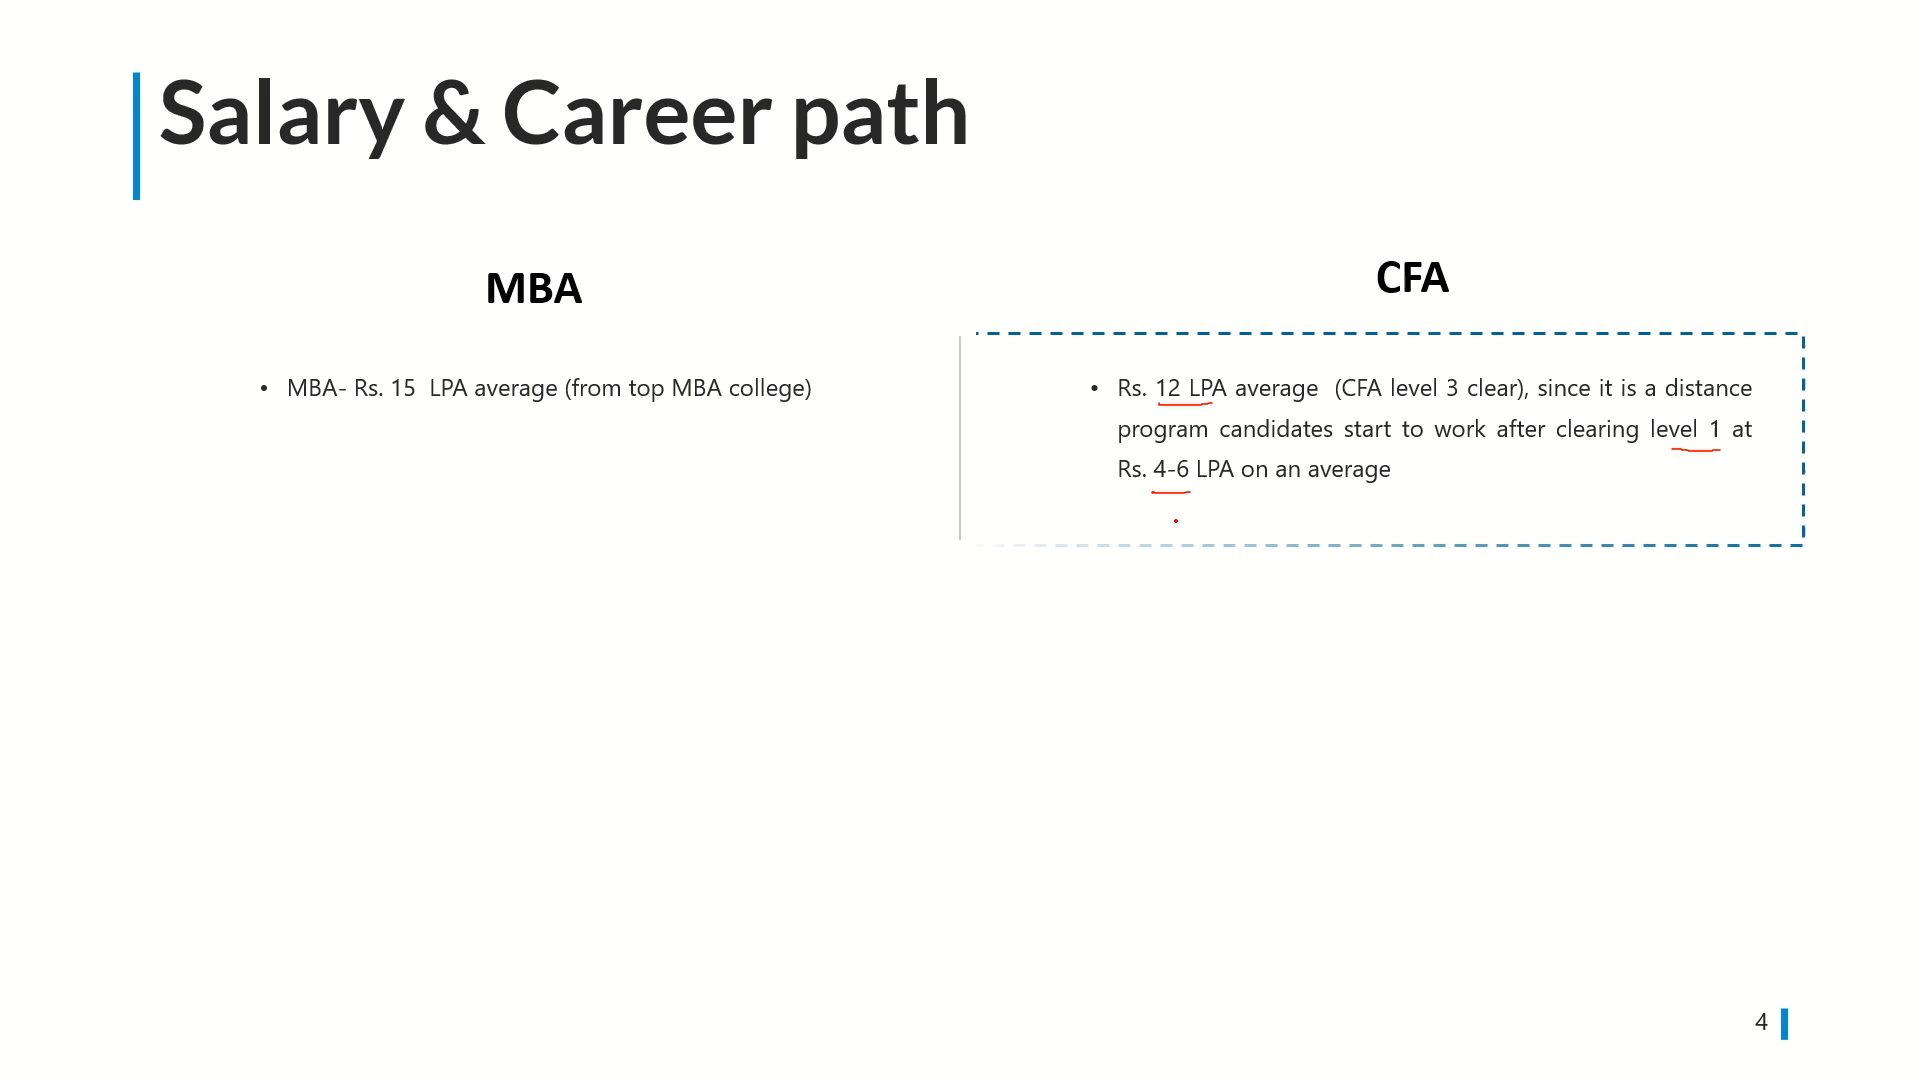 Salary & Career path
MBA
• MBA- Rs. 15 LPA average (from top MBA college)
CFA
• Rs. 12 LPA average (CFA level 3 clear), since it is a distance
program candidates start to work after clearing level 1 at
Rs. 4-6 LPA on an average
4